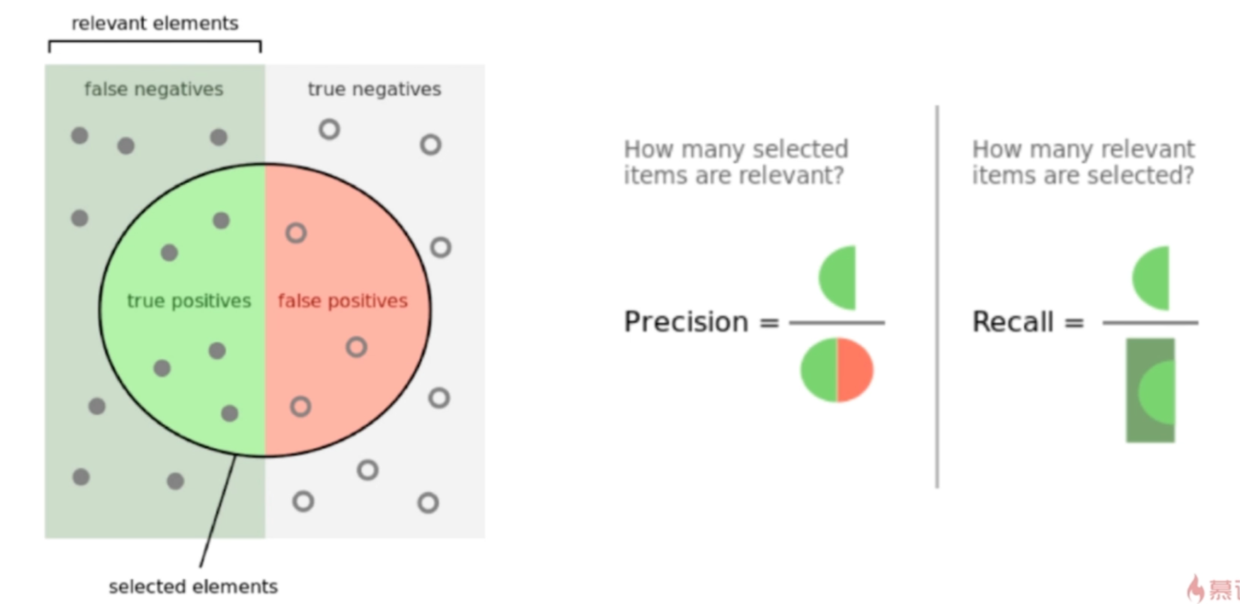 relevant elements
false negatives
true negatives
true positives
false positives
selected elements
How many selected
items are relevant?
Precision =
How many relevant
items are selected?
Recall =
慕